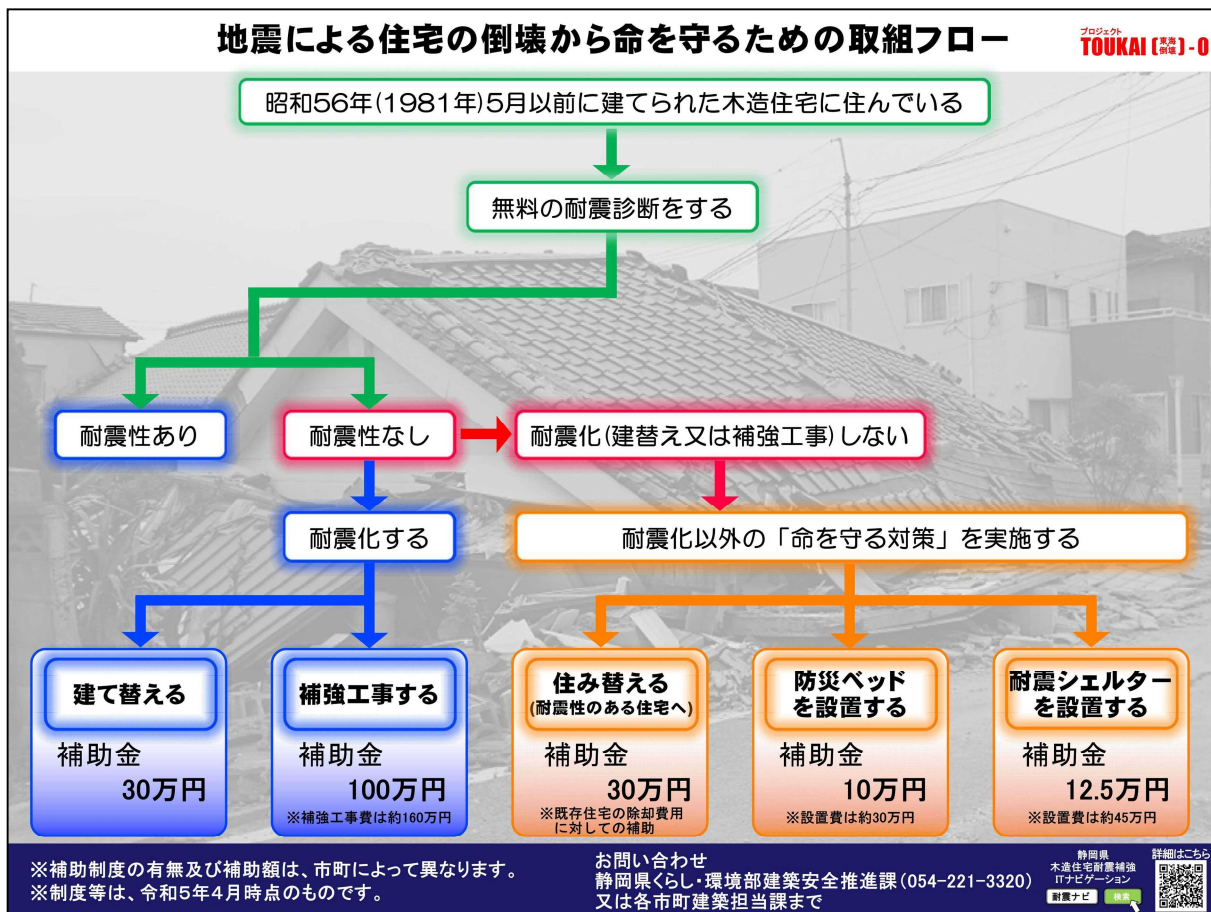 地震による住宅の倒壊から命を守るための取組フロー
プロジェクト
TOUKAI(東海倒壊)-0
昭和56年(1981年)5月以前に建てられた木造住宅に住んでいる
無料の耐震診断をする
耐震性あり
耐震性なし
耐震化(建替え又は補強工事)しない
耐震化する
耐震化以外の「命を守る対策」を実施する
建て替える
補助金
30万円
補強工事する
補助金
100万円
※補強工事費は約160万円
住み替える
(耐震性のある住宅へ)
補助金
30万円
※既存住宅の除却費用
に対しての補助
防災ベッド
を設置する
補助金
10万円
※設置費は約30万円
耐震シェルター
を設置する
補助金
12.5万円
※設置費は約45万円
※補助制度の有無及び補助額は、市町によって異なります。
※制度等は、令和5年4月時点のものです。
お問い合わせ
静岡県くらし・環境部建築安全推進課(054-221-3320)
又は各市町建築担当課まで
静岡県
木造住宅耐震補強
ITナビゲーション
耐震ナビ 検索
詳細はこちら